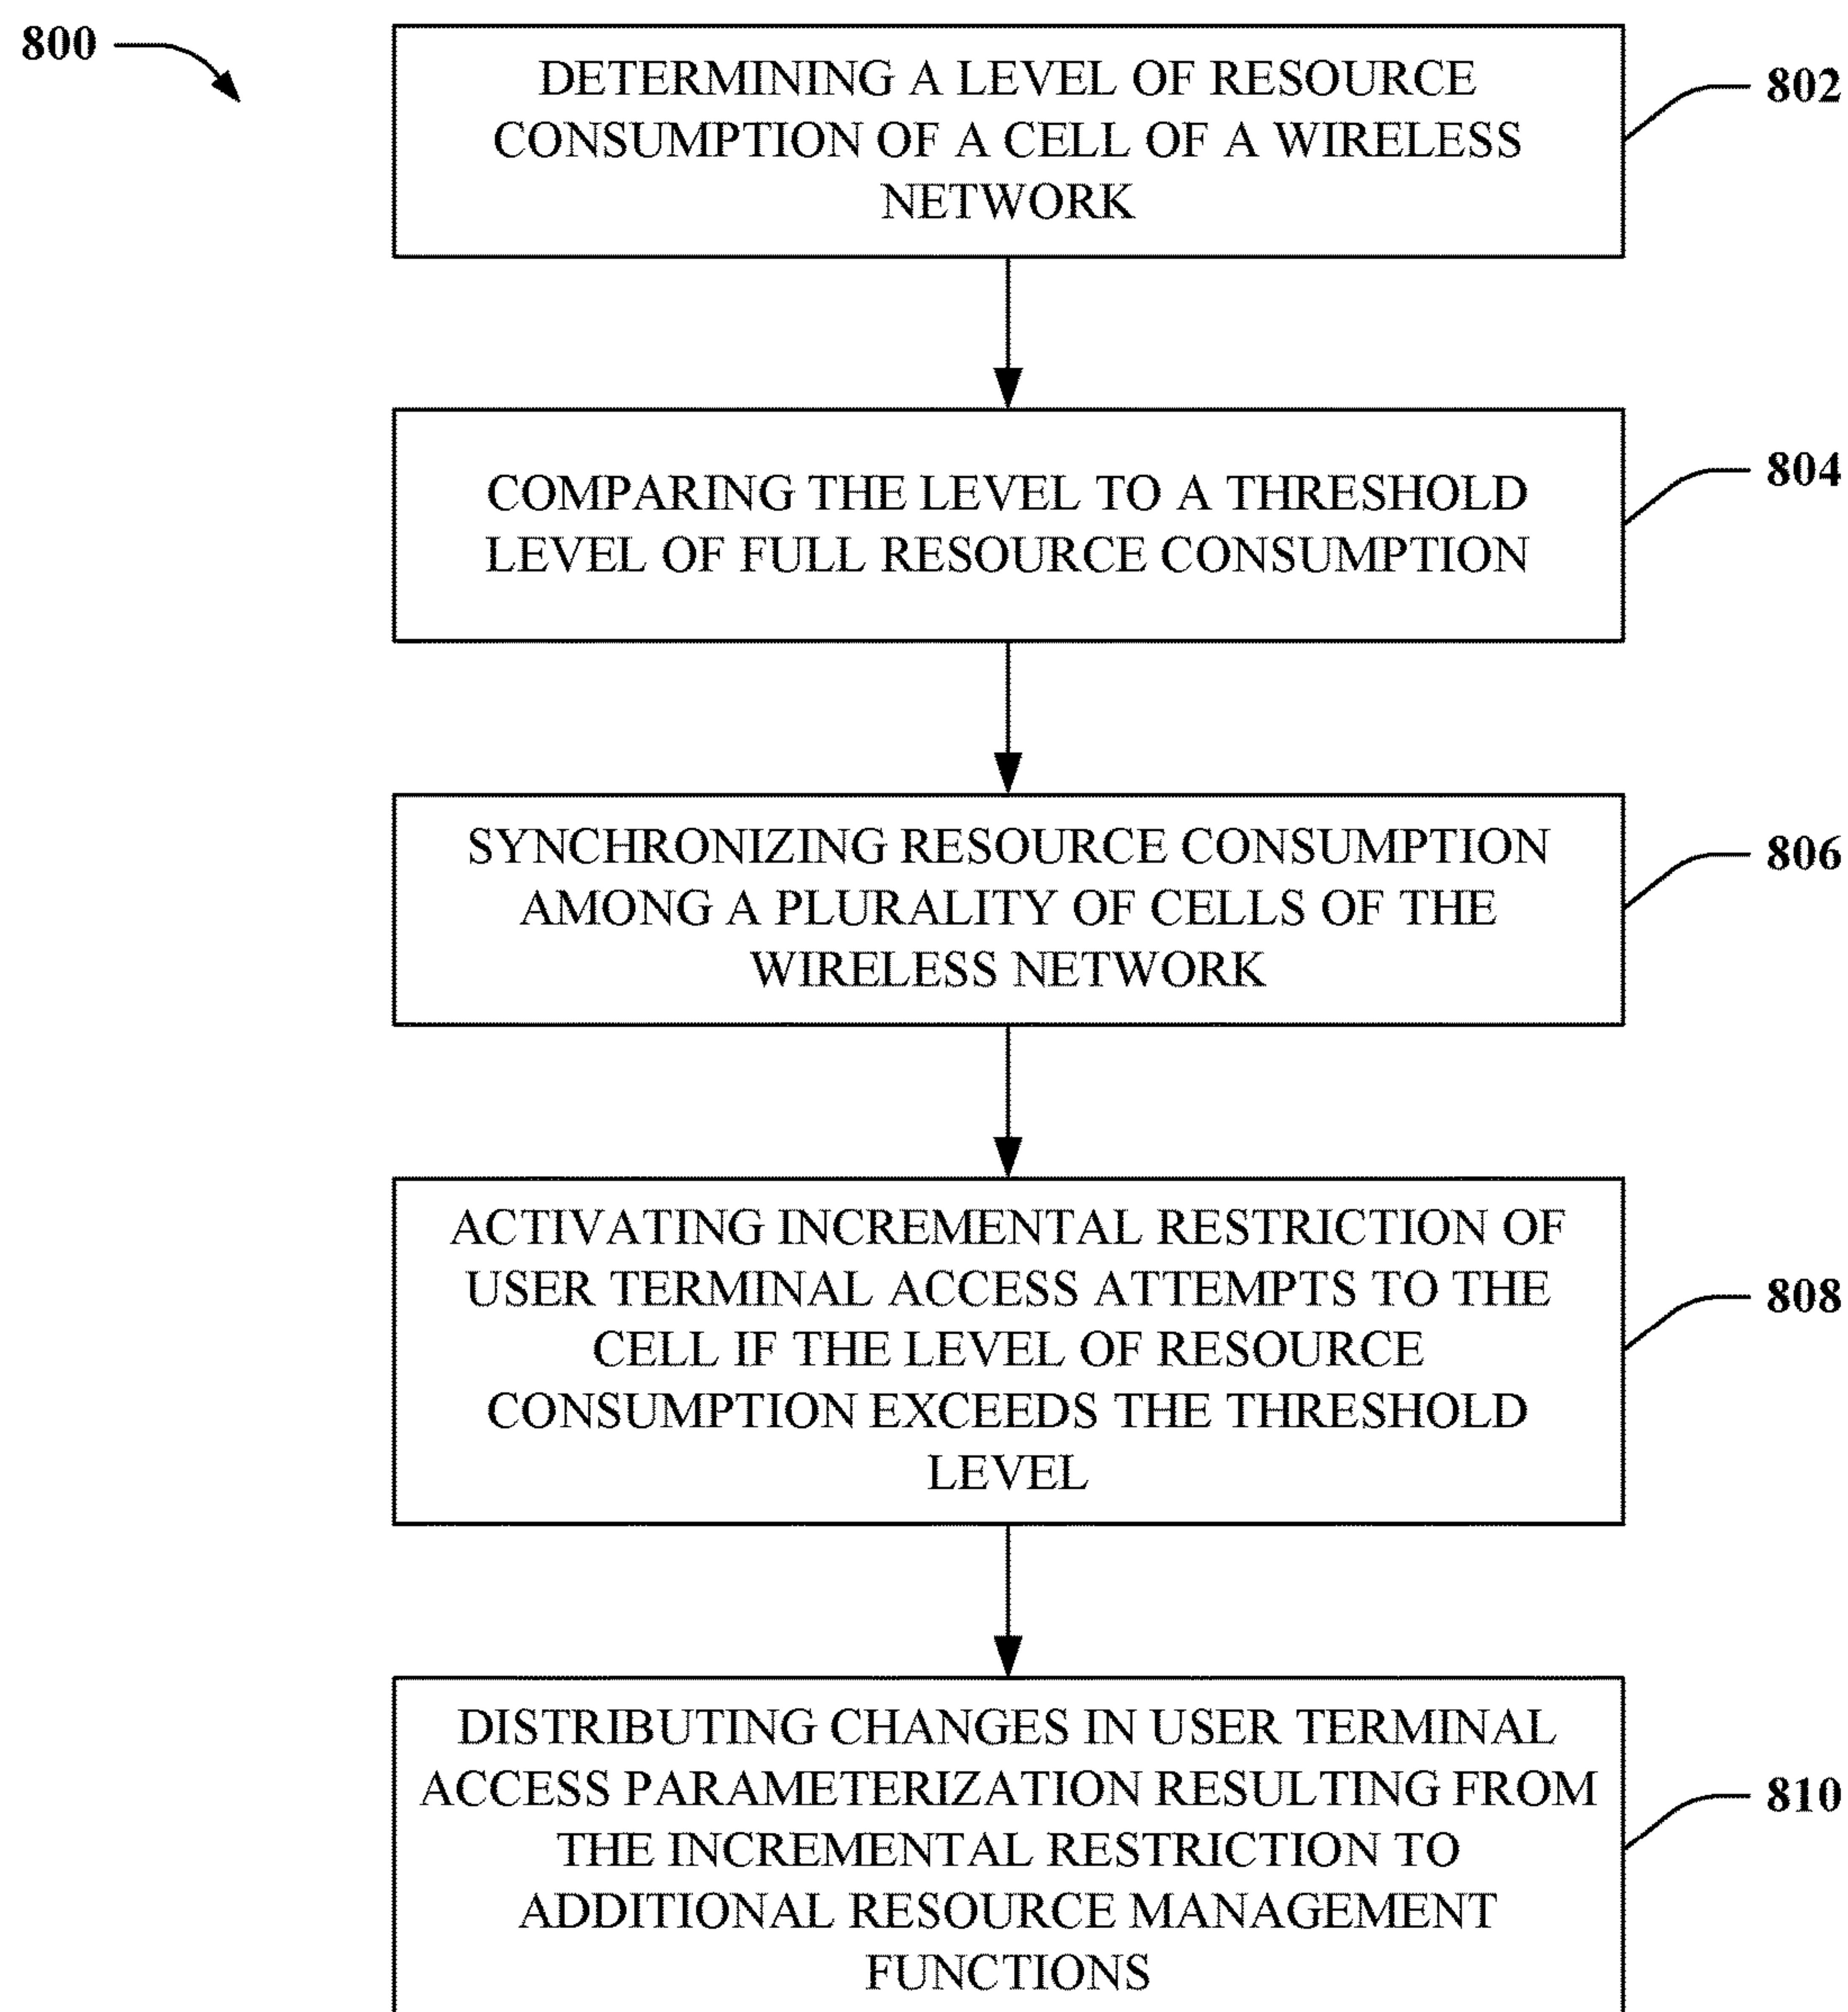 800
DETERMINING A LEVEL OF RESOURCE
CONSUMPTION OF A CELL OF A WIRELESS
NETWORK
802
COMPARING THE LEVEL TO A THRESHOLD
LEVEL OF FULL RESOURCE CONSUMPTION
804
SYNCHRONIZING RESOURCE CONSUMPTION
AMONG A PLURALITY OF CELLS OF THE
WIRELESS NETWORK
806
ACTIVATING INCREMENTAL RESTRICTION OF
USER TERMINAL ACCESS ATTEMPTS TO THE
CELL IF THE LEVEL OF RESOURCE
CONSUMPTION EXCEEDS THE THRESHOLD
LEVEL
808
DISTRIBUTING CHANGES IN USER TERMINAL
ACCESS PARAMETERIZATION RESULTING FROM
THE INCREMENTAL RESTRICTION TO
ADDITIONAL RESOURCE MANAGEMENT
FUNCTIONS
810